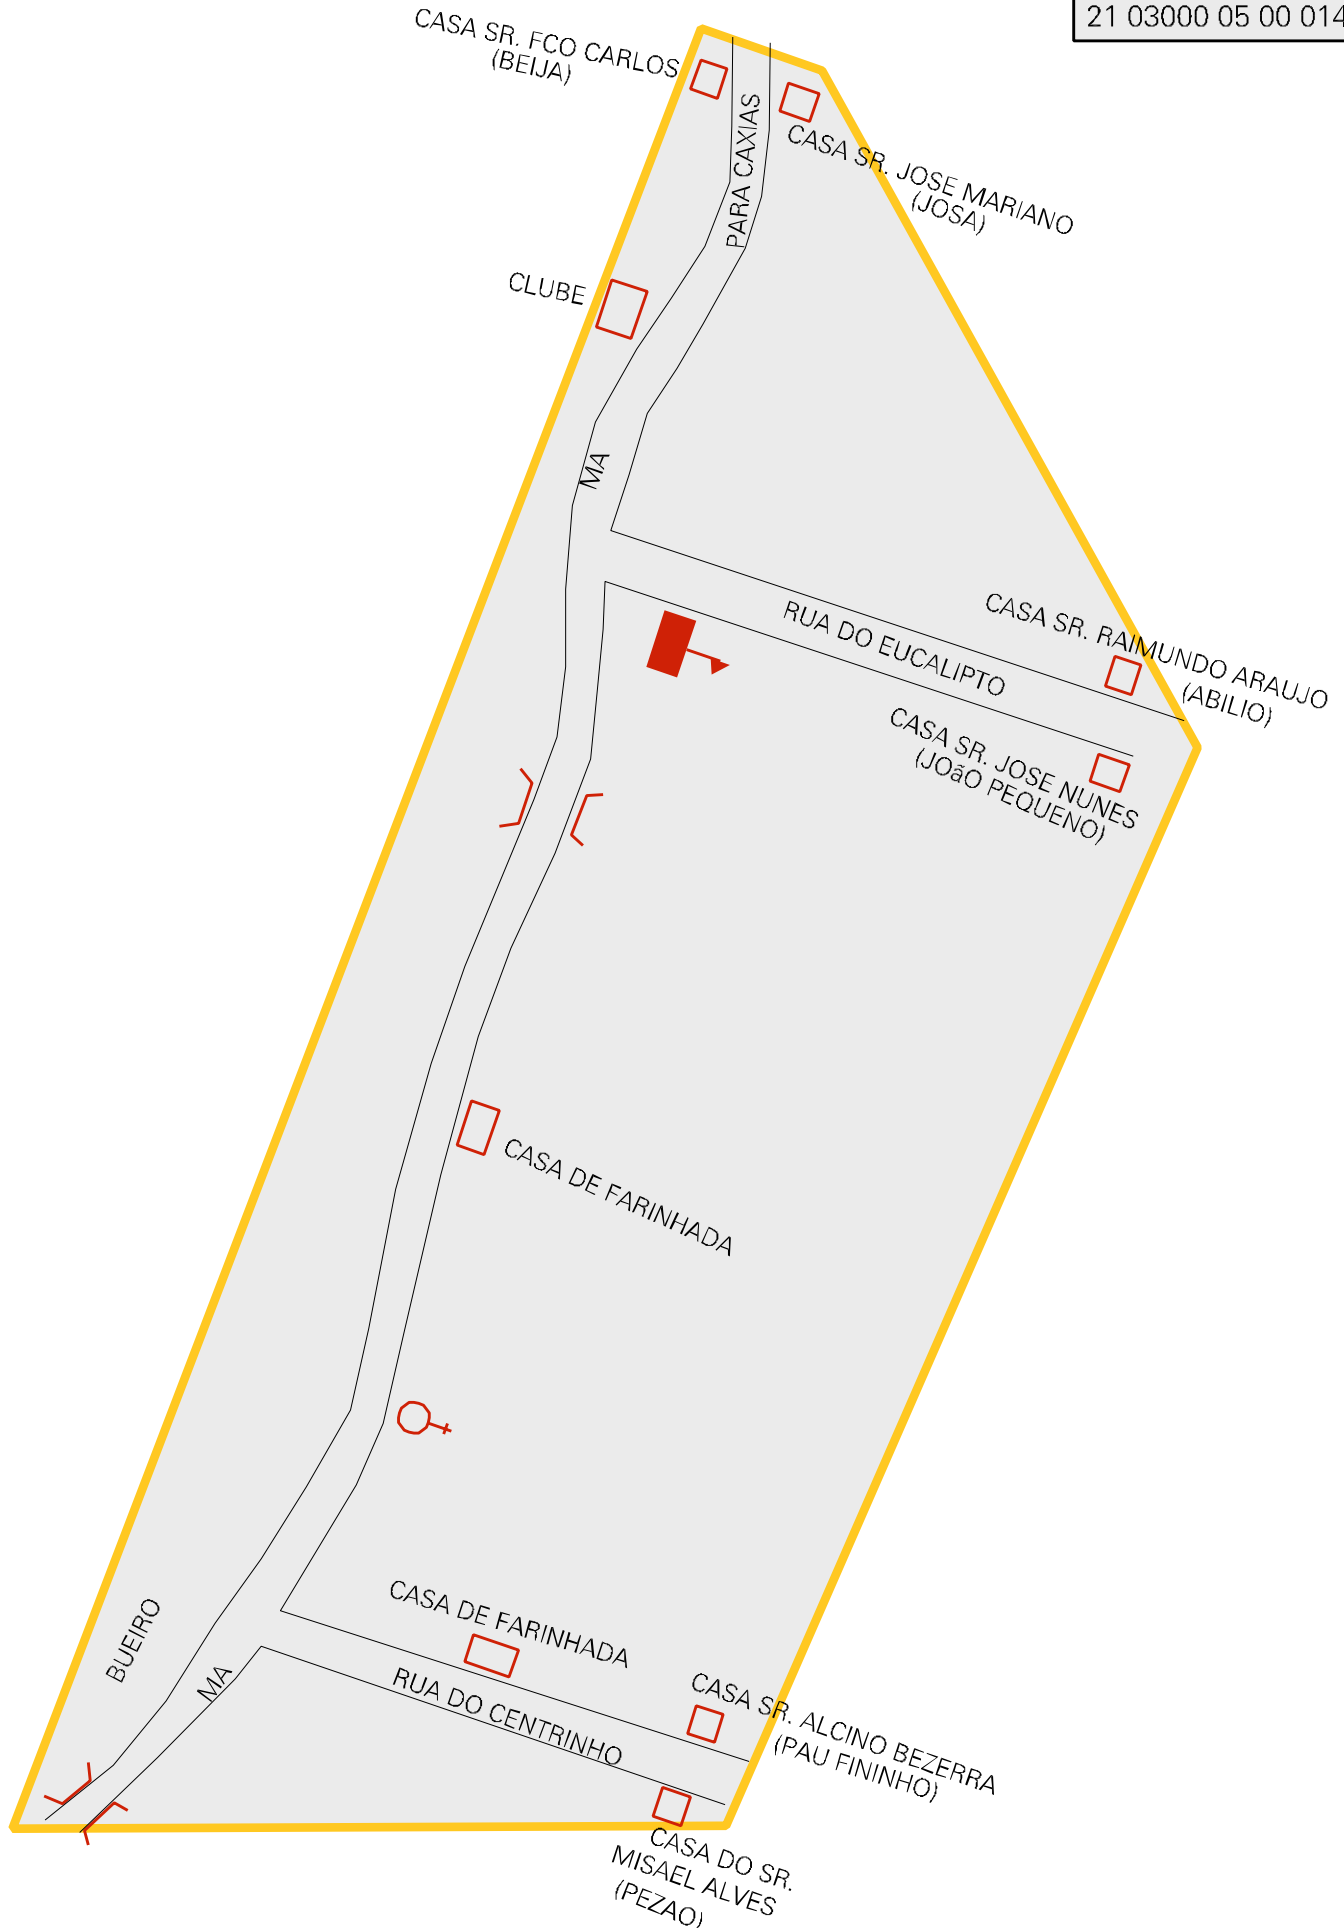 21 03000 05 00 014
CASA SR. FCO CARLOS
(BEIJA)
PARA CAXIAS
CASA SR. JOSE MARIANO
(JOSA)
CLUBE
MA
RUA DO EUCALIPTO
CASA SR. RAIMUNDO ARAUJO
(ABILIO)
CASA SR. JOSE NUNES
(JOãO PEQUENO)
CASA DE FARINHADA
CASA DE FARINHADA
BUEIRO
MA
RUA DO CENTRINHO
CASA SR. ALCINO BEZERRA
(PAU FININHO)
CASA DO SR.
MISAEL ALVES
(PEZAO)